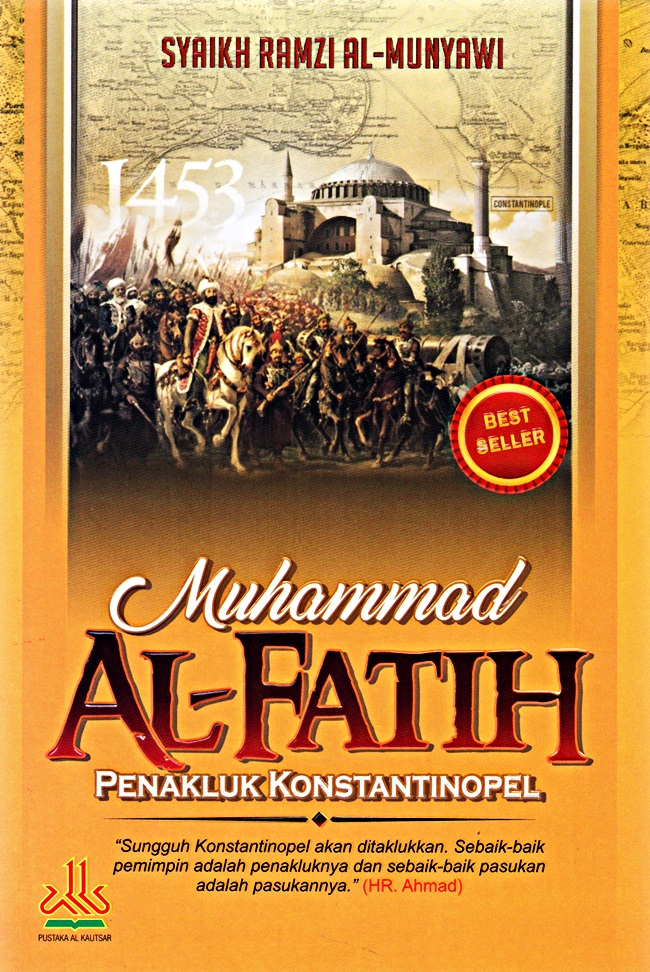 SYAIKH RAMZI AL-MUNYAWI
1453
CONSTANTINOPLE
BEST
SELLER
Muhammad
AL-FATIH
PENAKLUK KONSTANTINOPEL
“Sungguh Konstantinopel akan ditaklukkan. Sebaik-baik
pemimpin adalah penakluknya dan sebaik-baik pasukan
adalah pasukannya.” (HR. Ahmad)
PUSTAKA AL KAUTSAR